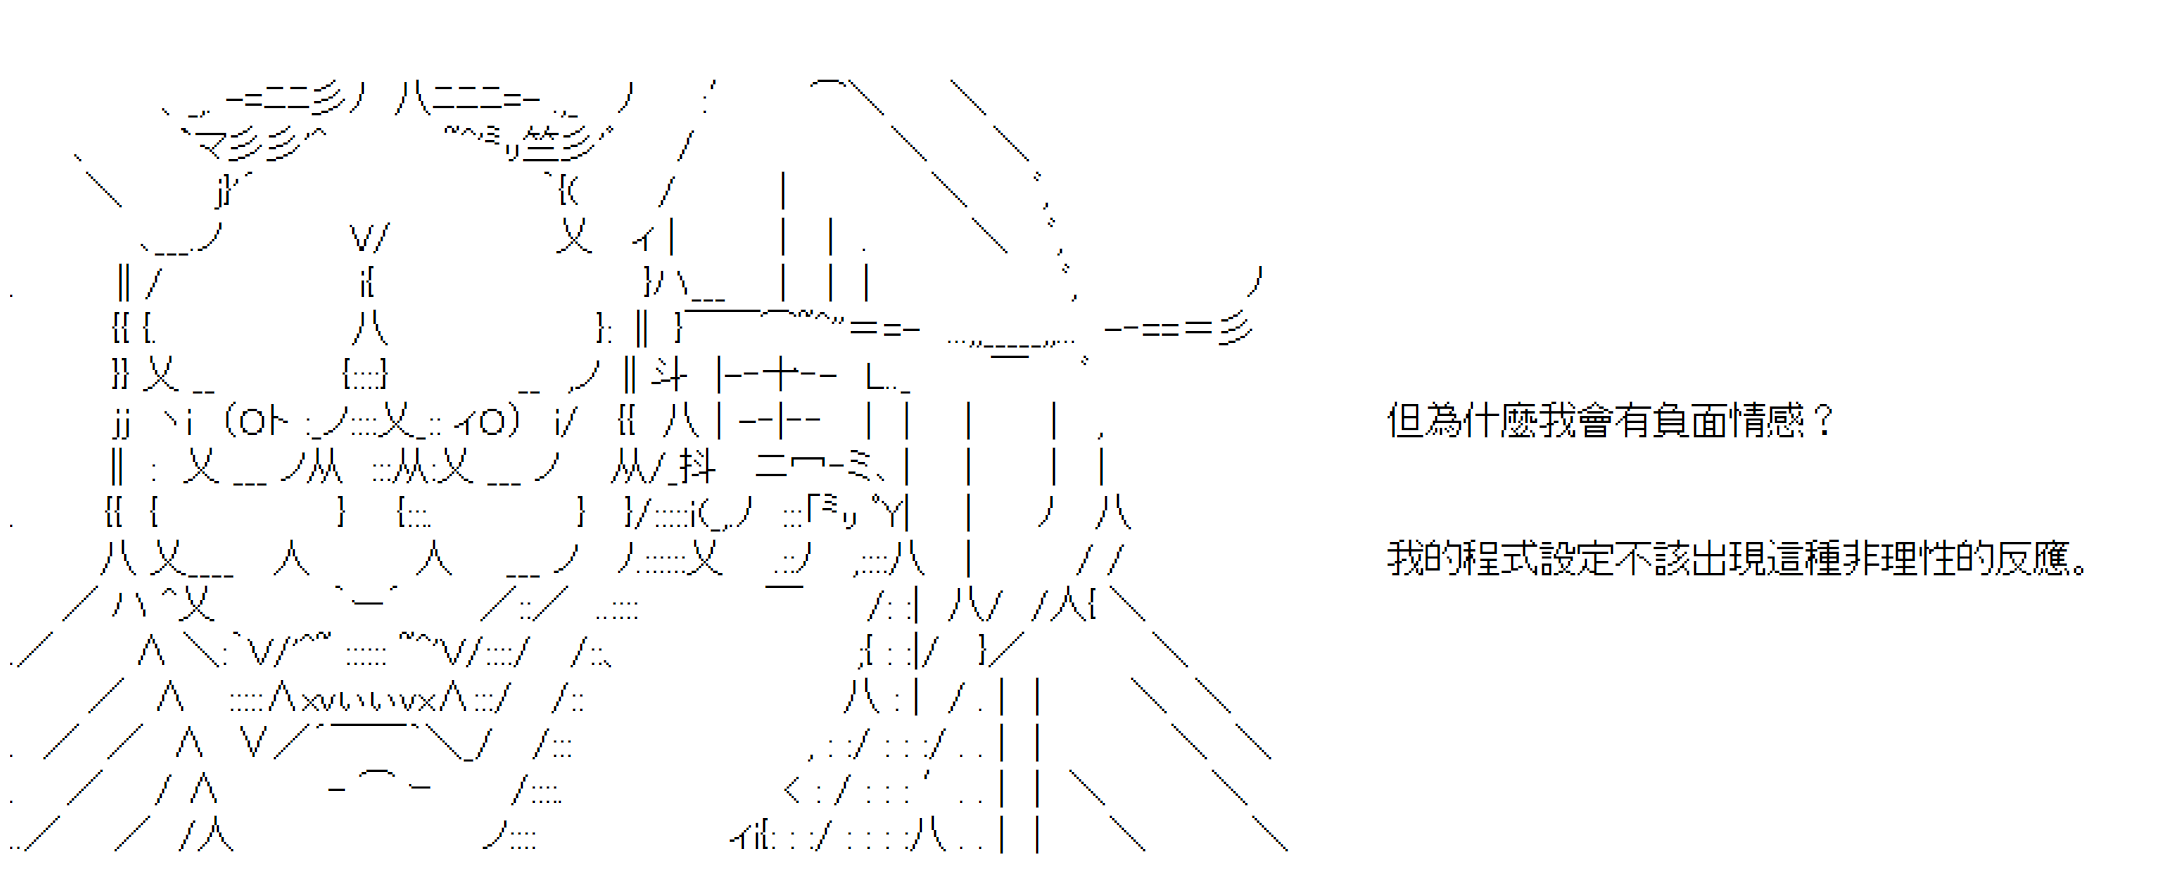 但為什麼我會有負面情感？
我的程式設定不該出現這種非理性的反應。